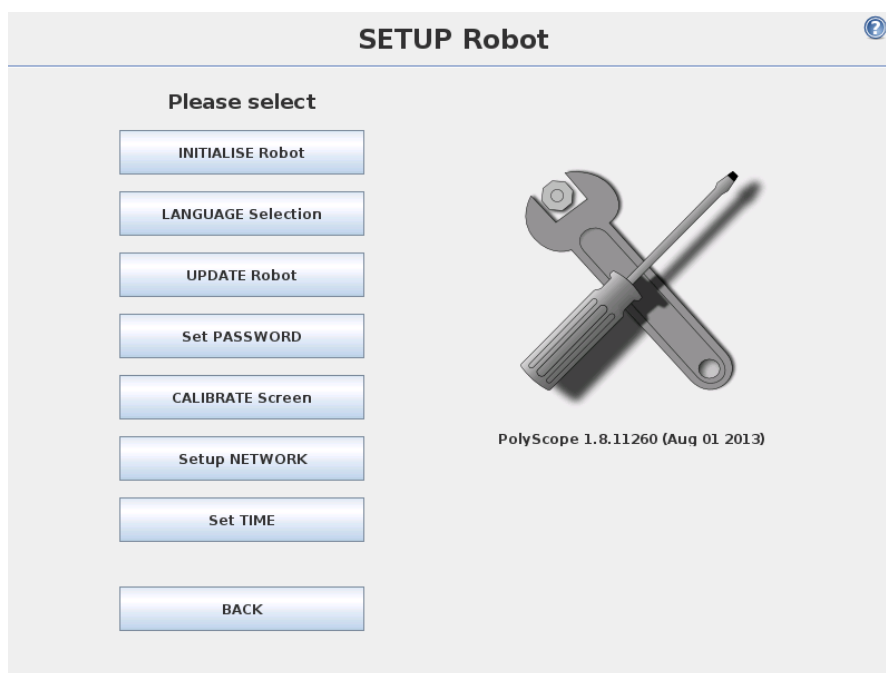 SETUP Robot
?
Please select
INITIALISE Robot
LANGUAGE Selection
UPDATE Robot
Set PASSWORD
CALIBRATE Screen
Setup NETWORK
Set TIME
BACK
PolyScope 1.8.11260 (Aug 01 2013)